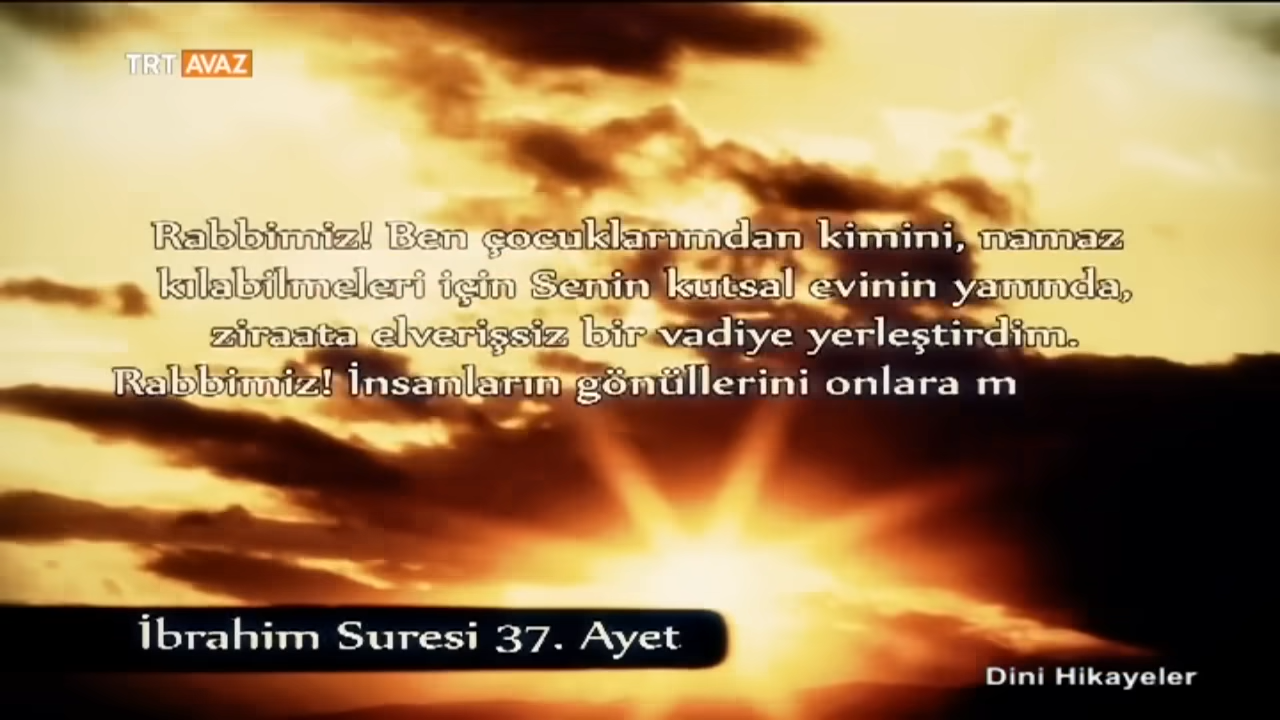 TRT AVAZ
Rabbimiz! Ben çocuklarımdan kimini, namaz
kılabilmeleri için Senin kutsal evinin yanında,
ziraata elverişsiz bir vadiye yerleştirdim.
Rabbimiz! İnsanların gönüllerini onlara m
İbrahim Suresi 37. Ayet
Dini Hikayeler